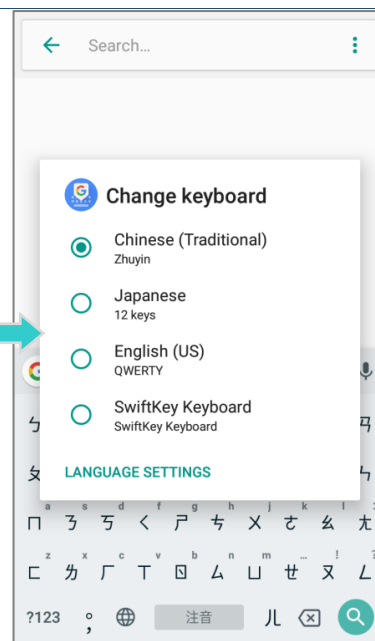 Search…
Change keyboard
Chinese (Traditional)
Zhuyin
Japanese
12 keys
English (US)
QWERTY
SwiftKey Keyboard
SwiftKey Keyboard
LANGUAGE SETTINGS
ㄅ ㄢ
ㄆ ㄣ
a s d f g h j k l
ㄇ ㄋ ㄎ ㄑ ㄕ ㄘ ㄨ ㄜ ㄠ ㄤ
z x c v b n m … !
ㄈ ㄌ ㄏ ㄒ ㄖ ㄙ ㄩ ㄝ ㄡ ㄥ
?123 ° , 注音 ㄦ